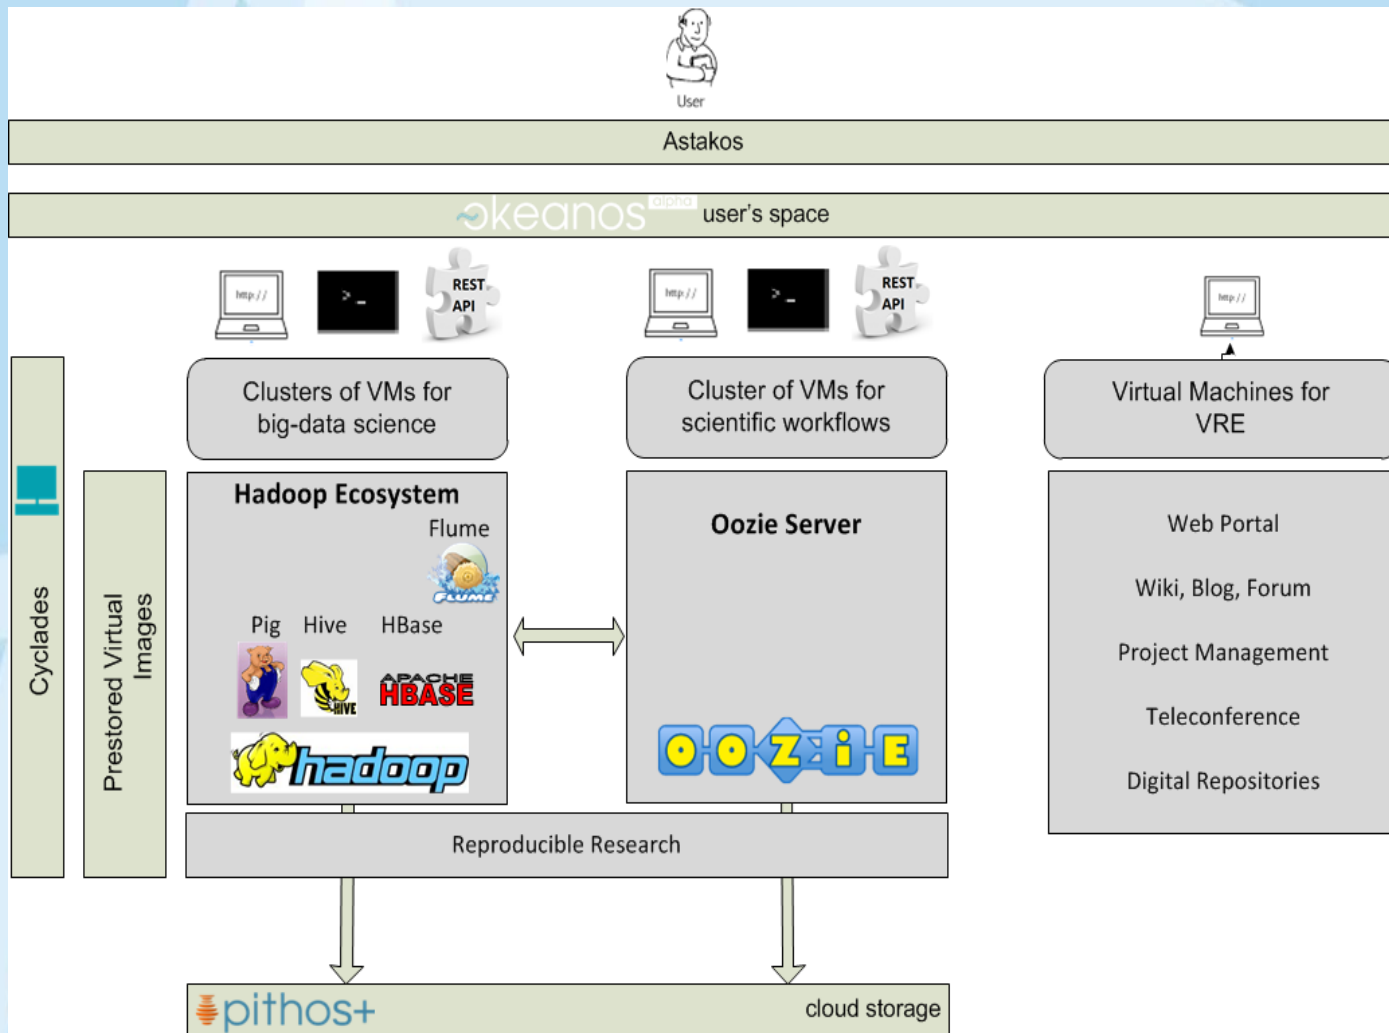 User
Astakos
~okeanos alpha user's space
http://
>_
REST
API
http://
>_
REST
API
http://
Clusters of VMs for
big-data science
Cluster of VMs for
scientific workflows
Virtual Machines for
VRE
Cyclades
Prestored Virtual
Images
Hadoop Ecosystem
Flume
FLUME
Pig Hive HBase
HIVE
APACHE
HBASE
hadoop
Oozie Server
OOZiE
Web Portal
Wiki, Blog, Forum
Project Management
Teleconference
Digital Repositories
Reproducible Research
pithos+
cloud storage